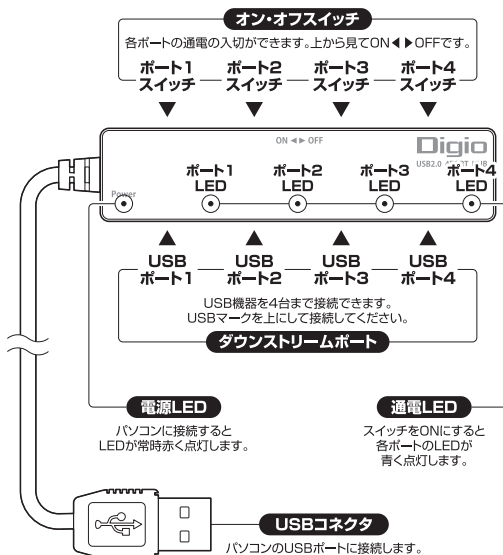 オン・オフスイッチ
各ポートの通電の入切ができます。上から見てON◀▶OFFです。
ポート1 ポート2 ポート3 ポート4
スイッチ スイッチ スイッチ スイッチ
ON◀▶OFF
Digio
USB2.0
Power
ポート1 ポート2 ポート3 ポート4
LED LED LED LED
USB USB USB USB
ポート1 ポート2 ポート3 ポート4
USB機器を4台まで接続できます。
USBマークを上にして接続してください。
ダウンストリームポート
電源LED
パソコンに接続すると
LEDが常時赤く点灯します。
通電LED
スイッチをONにすると
各ポートのLEDが
青く点灯します。
USBコネクタ
パソコンのUSBポートに接続します。